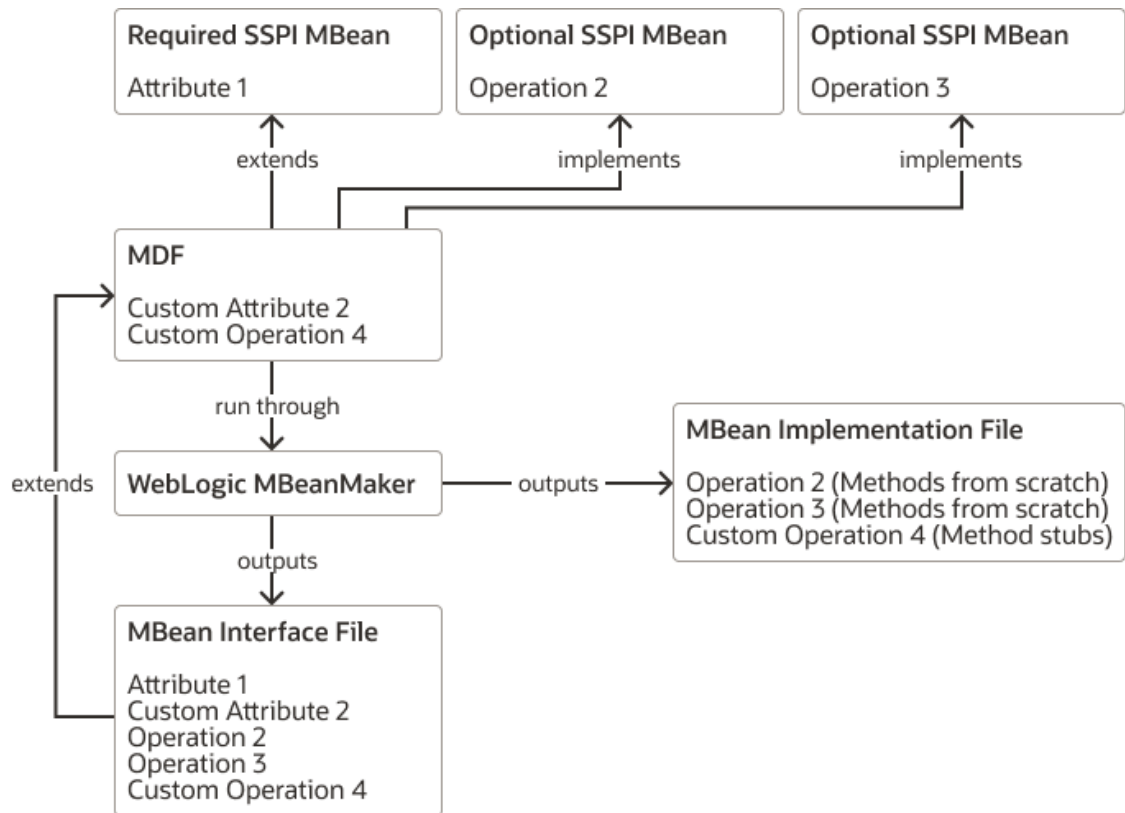 Required SSPI MBean
Attribute 1
Optional SSPI MBean
Operation 2
Optional SSPI MBean
Operation 3
extends
implements
implements
MDF
Custom Attribute 2
Custom Operation 4
run through
extends
WebLogic MBeanMaker
outputs
MBean Implementation File
Operation 2 (Methods from scratch)
Operation 3 (Methods from scratch)
Custom Operation 4 (Method stubs)
outputs
MBean Interface File
Attribute 1
Custom Attribute 2
Operation 2
Operation 3
Custom Operation 4